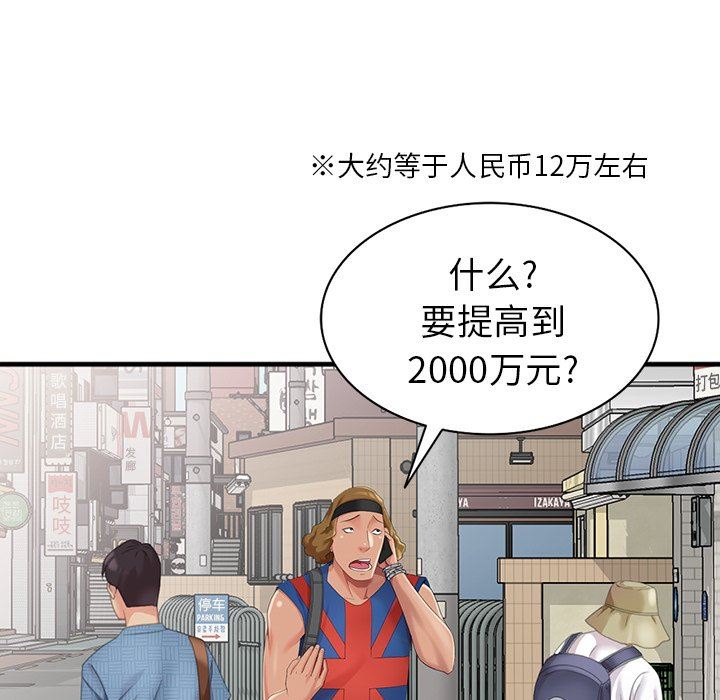 ※大约等于人民币12万左右
什么?
要提高到
2000万元?
打包
歌唱酒店
发廊
吱吱
IZAKAYA
停车
PARKING